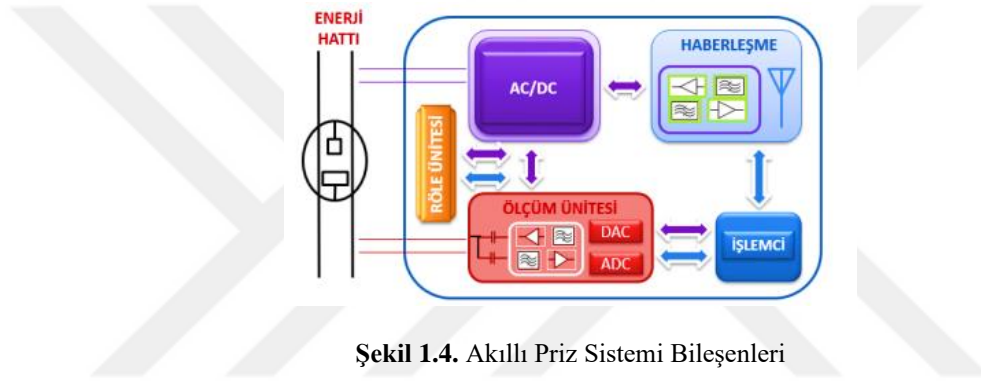 ENERJİ
HATTI
AC/DC
HABERLEŞME
RÖLE ÜNİTESİ
ÖLÇÜM ÜNİTESİ
DAC
ADC
İŞLEMCİ
Şekil 1.4. Akıllı Priz Sistemi Bileşenleri